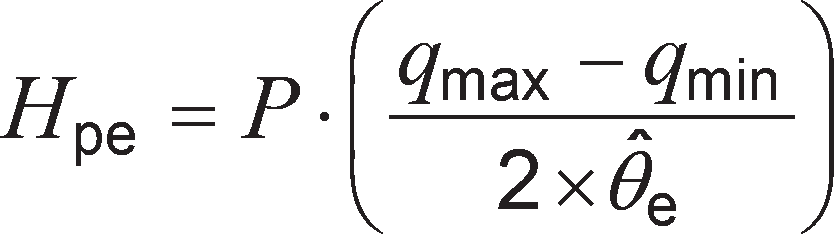 H_pe = P · ( (q_max − q_min) / (2 × θ̂_e) )